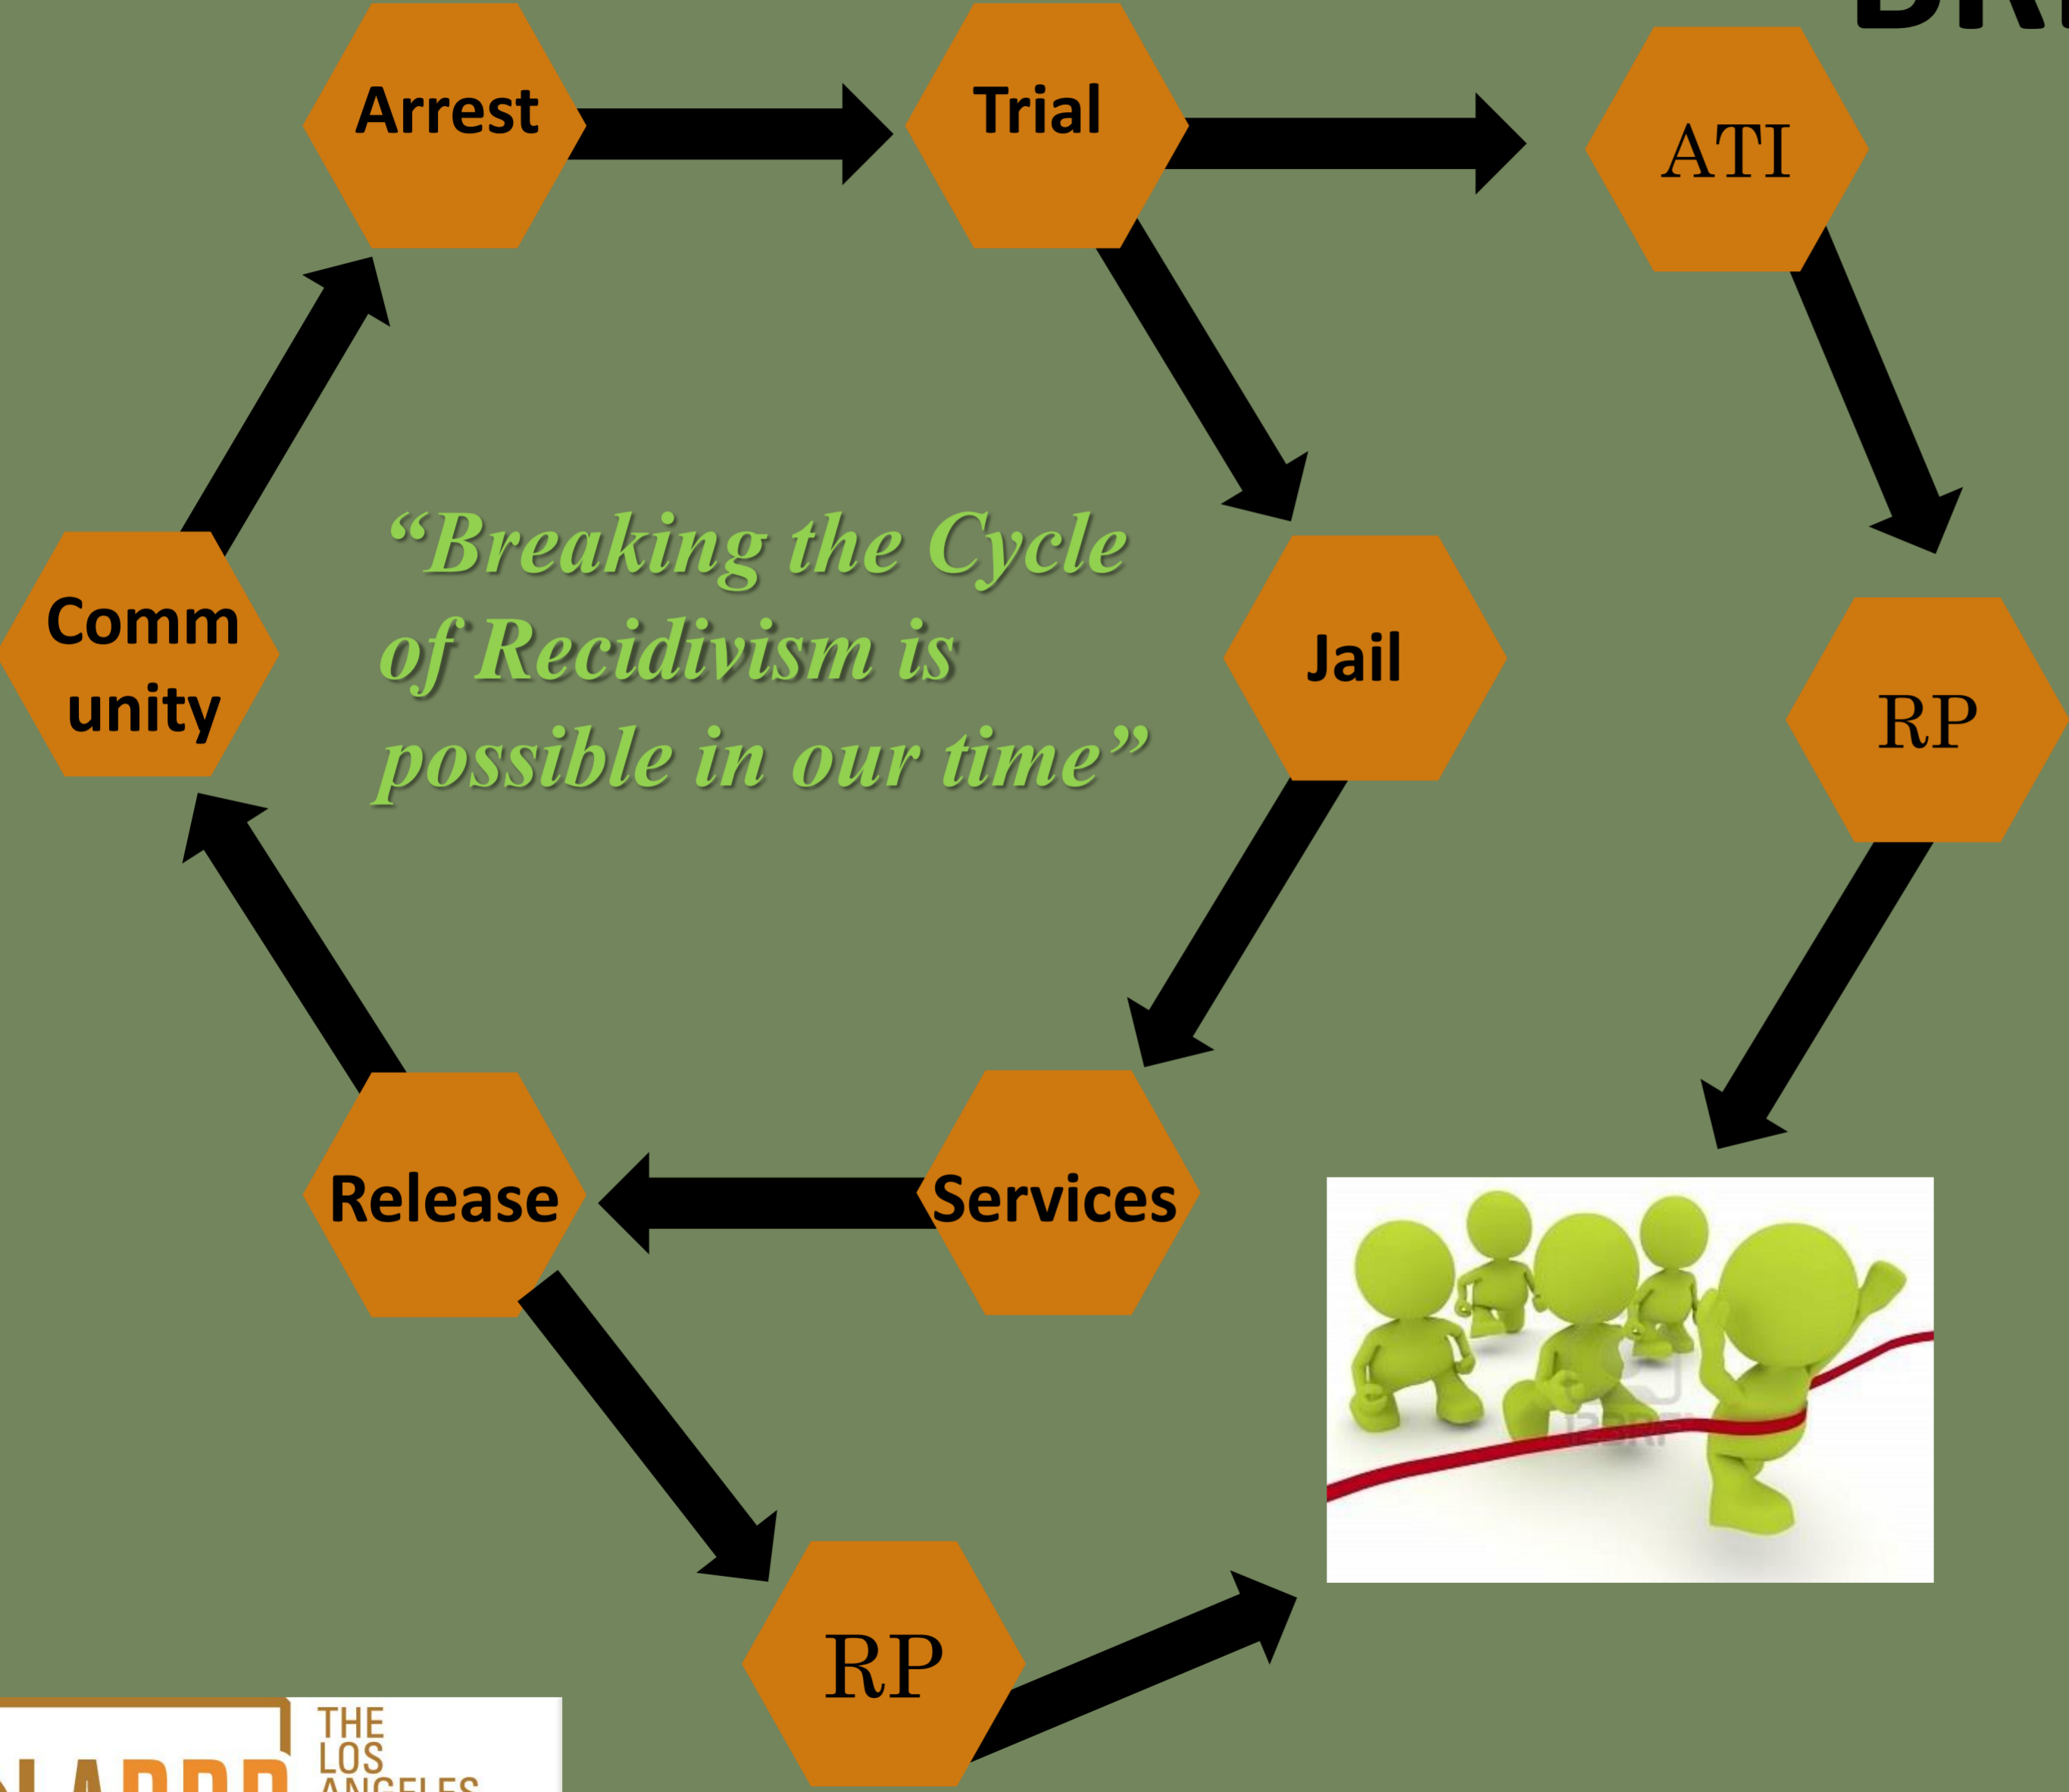 Arrest
Trial
ATI
“Breaking the Cycle
of Recidivism is
possible in our time”
Comm
unity
Jail
RP
Release
Services
RP
THE
LOS
ANGELES